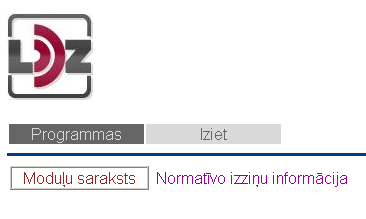 LDZ
Programmas Iziet
Moduļu saraksts Normatīvo izziņu informācija